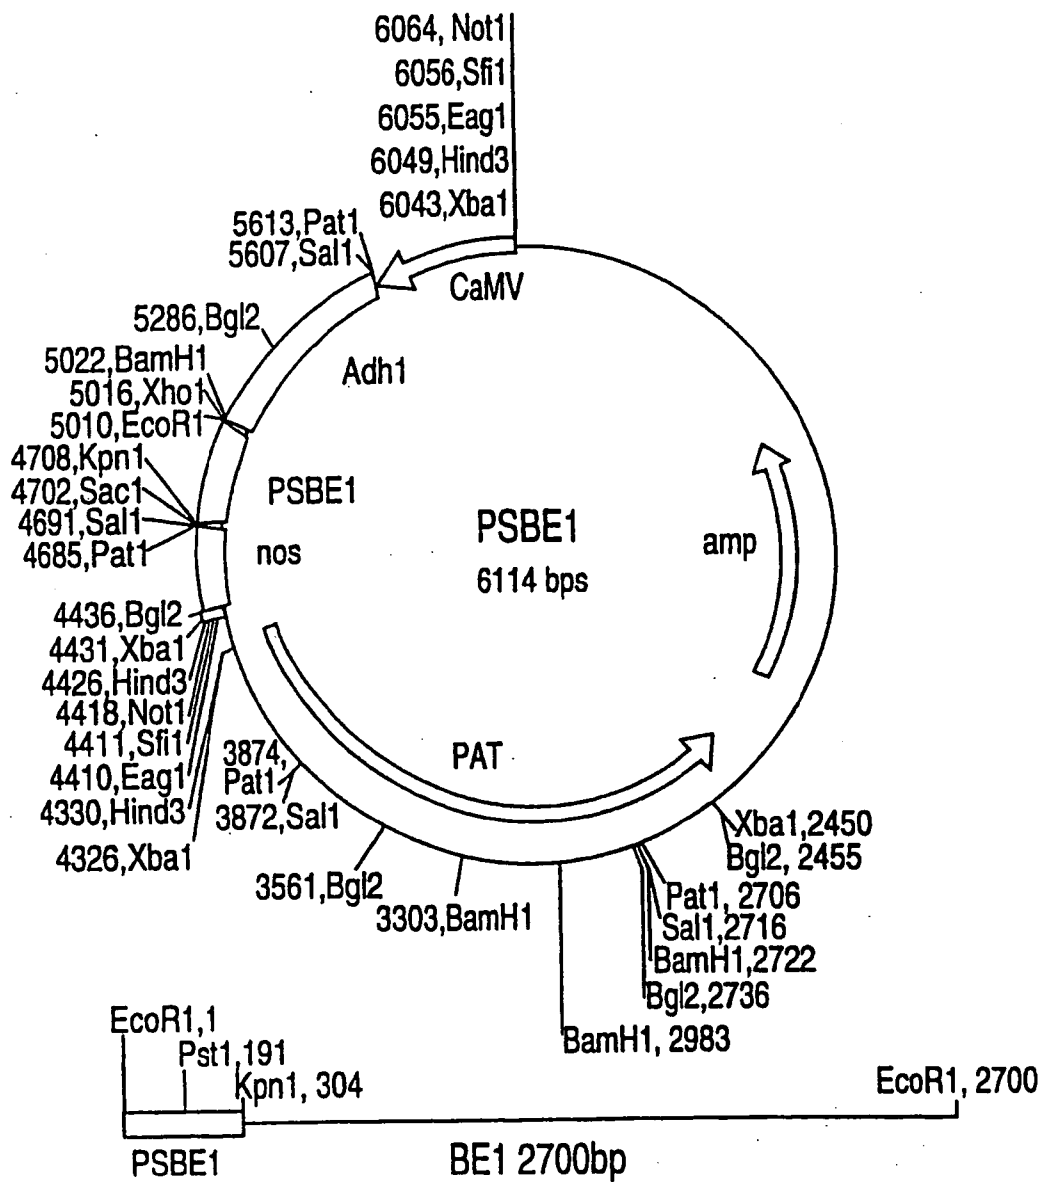 6064, Not1
6056,Sfi1
6055,Eag1
6049,Hind3
6043,Xba1
5613,Pat1
5607,Sal1
CaMV
5286,Bgl2
5022,BamH1
Adh1
5016,Xho1
5010,EcoR1
4708,Kpn1
4702,Sac1
4691,Sal1
4685,Pat1
PSBE1
nos
PSBE1
6114 bps
amp
4436,Bgl2
4431,Xba1
4426,Hind3
4418,Not1
4411,Sfi1
4410,Eag1
4330,Hind3
4326,Xba1
3874,
Pat1
3872,Sal1
PAT
3561,Bgl2
3303,BamH1
Xba1,2450
Bgl2, 2455
Pat1, 2706
Sal1,2716
BamH1,2722
Bgl2,2736
BamH1, 2983
EcoR1,1
Pst1,191
Kpn1, 304
EcoR1, 2700
PSBE1
BE1 2700bp